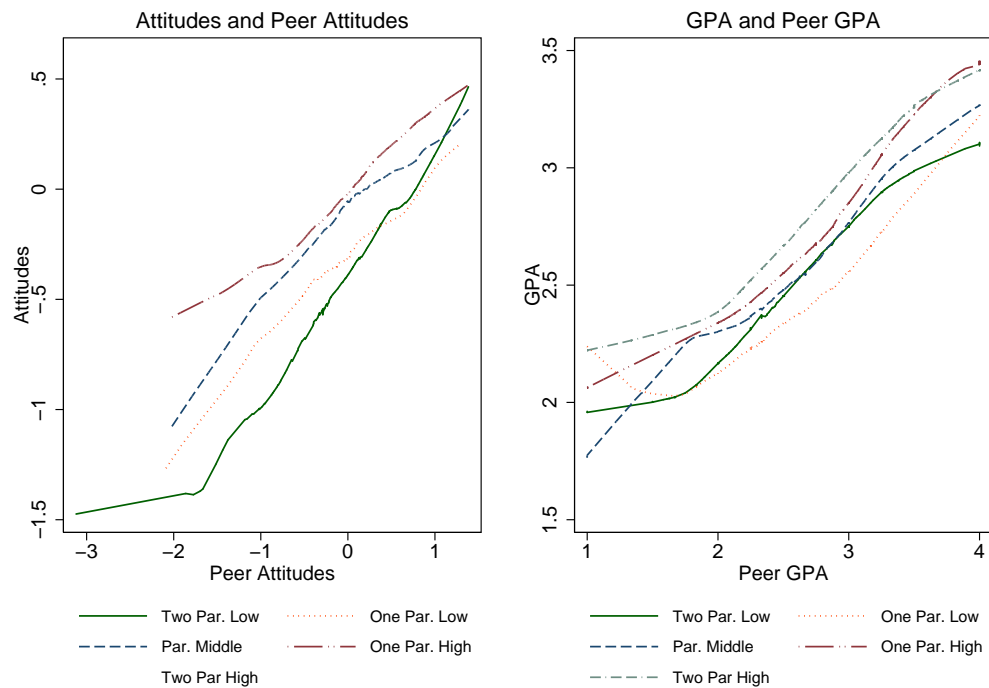 Attitudes and Peer Attitudes
.5
0
−.5
−1
−1.5
Attitudes
−3 −2 −1 0 1
Peer Attitudes
Two Par. Low One Par. Low
Par. Middle One Par. High
Two Par High
GPA and Peer GPA
3.5
3
2.5
2
1.5
GPA
1 2 3 4
Peer GPA
Two Par. Low One Par. Low
Par. Middle One Par. High
Two Par High